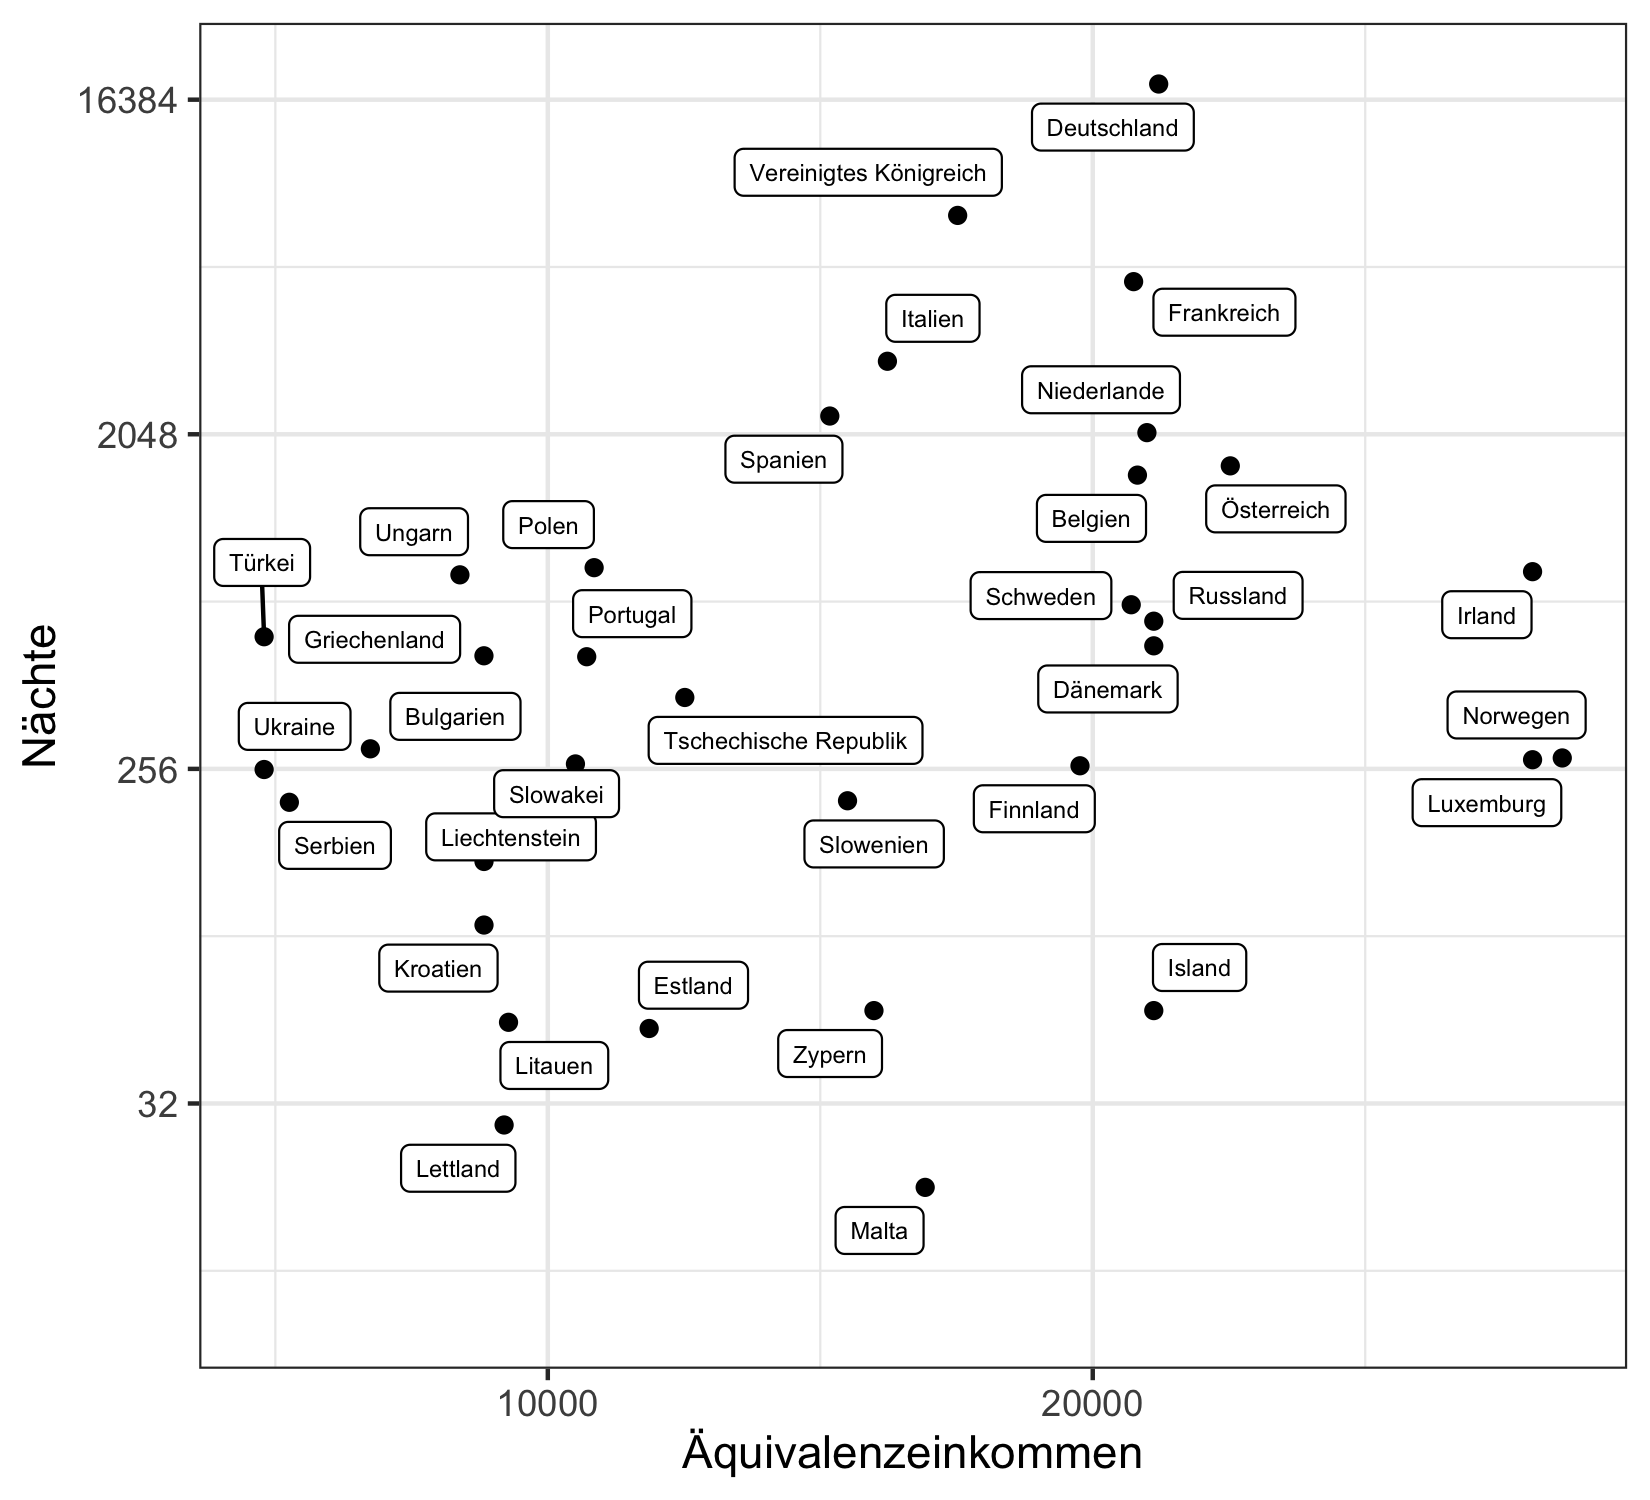 16384
Deutschland
Vereinigtes Königreich
Frankreich
Italien
Niederlande
2048
Spanien
Österreich
Belgien
Polen
Ungarn
Türkei
Schweden
Russland
Portugal
Irland
Griechenland
Dänemark
Nächte
Norwegen
Bulgarien
Ukraine
Tschechische Republik
256
Slowakei
Luxemburg
Finnland
Liechtenstein
Slowenien
Serbien
Kroatien
Island
Estland
Zypern
Litauen
32
Lettland
Malta
10000
20000
Äquivalenzeinkommen